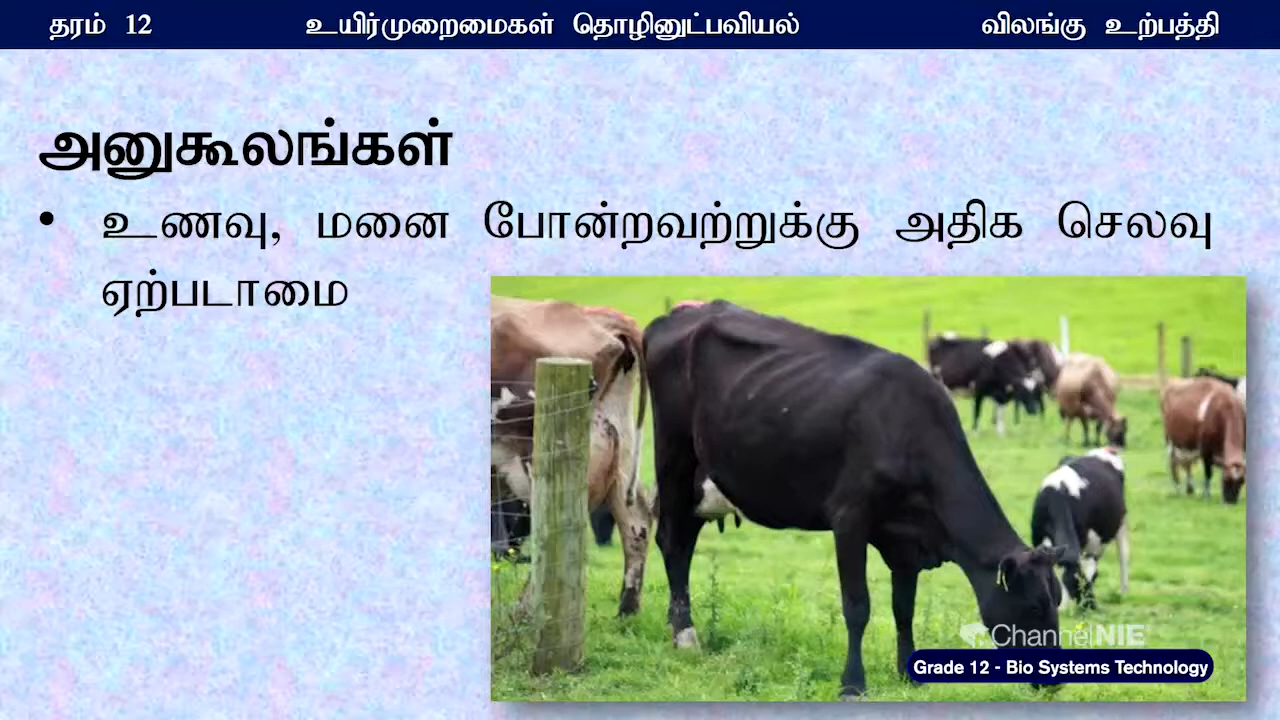 தரம் 12 உயிர்முறைமைகள் தொழினுட்பவியல் விலங்கு உற்பத்தி
அனுகூலங்கள்
• உணவு, மனை போன்றவற்றுக்கு அதிக செலவு
ஏற்படாமை
ChannelNIE
Grade 12 - Bio Systems Technology